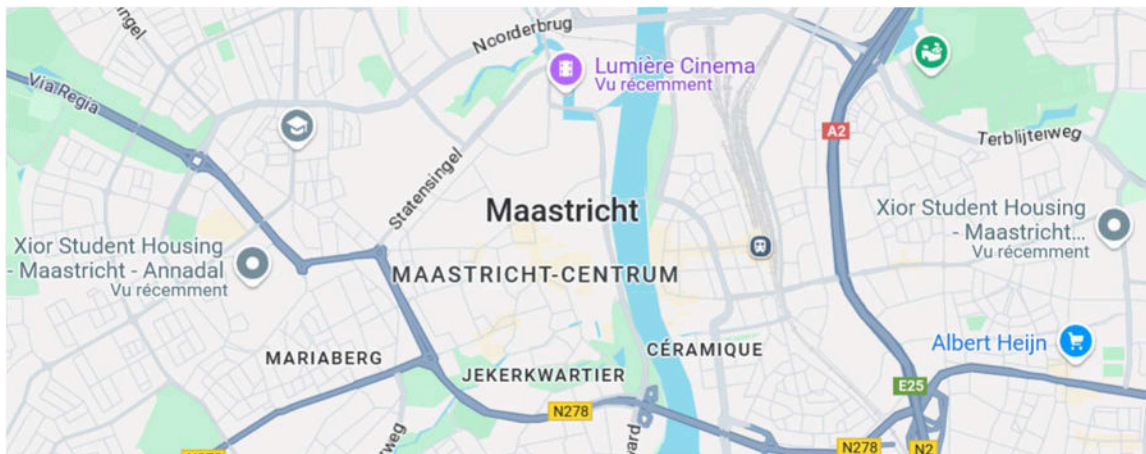 singel
Noorderbrug
Lumière Cinema
Vu récemment
Via Regia
A2
Terblijterweg
Statensingel
Maastricht
Xior Student Housing
- Maastricht...
Vu récemment
Xior Student Housing
- Maastricht - Annadal
Vu récemment
MAASTRICHT-CENTRUM
Albert Heijn
MARIABERG
JEKERKWARTIER
CÉRAMIQUE
E25
N278
N278
N2